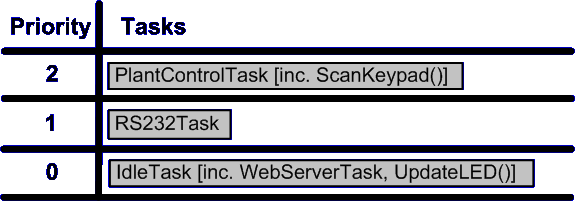 Priority Tasks
2 PlantControlTask [inc. ScanKeypad()]
1 RS232Task
0 IdleTask [inc. WebServerTask, UpdateLED()]